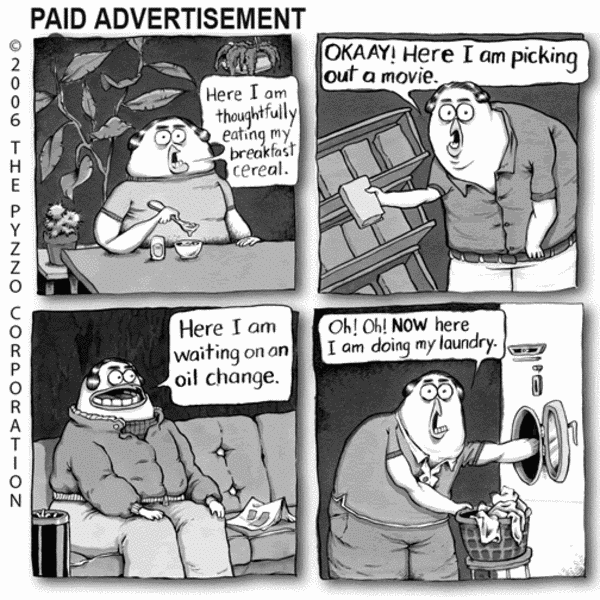 PAID ADVERTISEMENT
© 2006 THE PYZZO CORPORATION
Here I am
thoughtfully
eating my
breakfast
cereal.
OKAAY! Here I am picking
out a movie.
Here I am
waiting on an
oil change.
Oh! Oh! NOW here
I am doing my laundry.